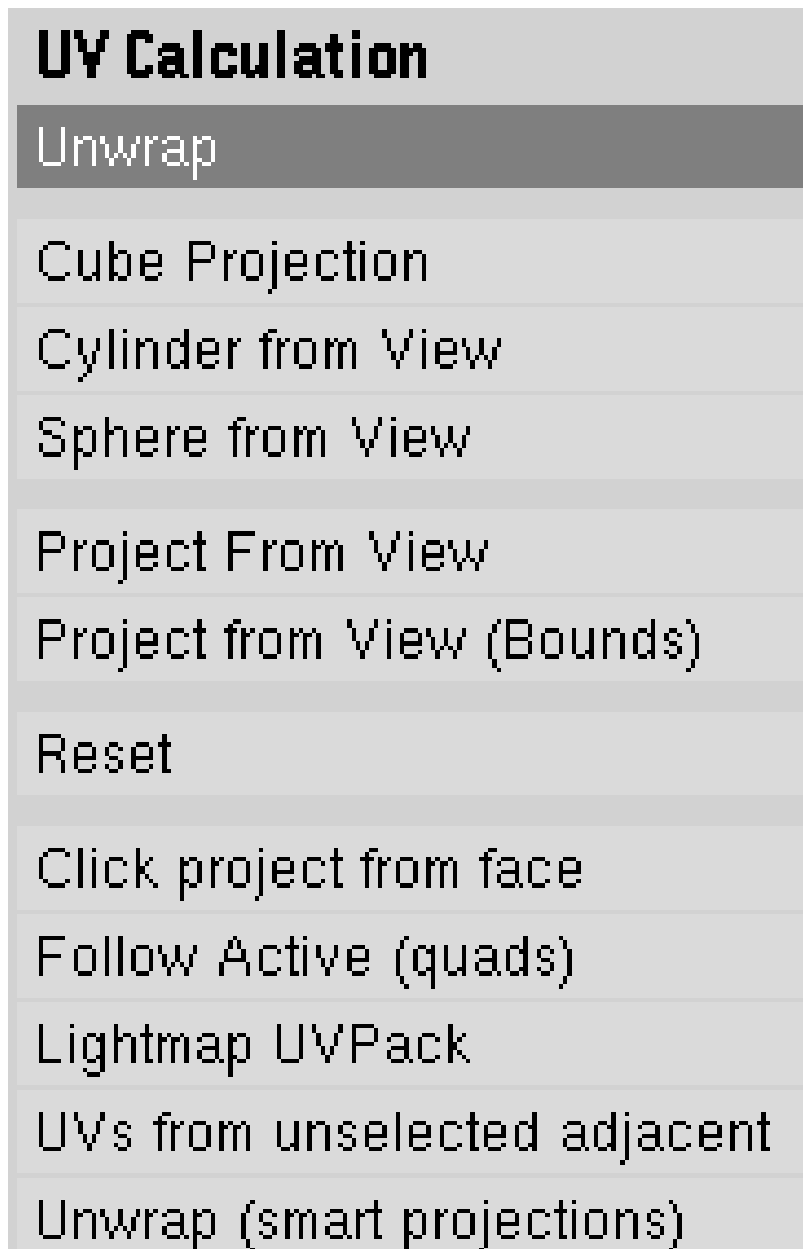 UV Calculation
Unwrap
Cube Projection
Cylinder from View
Sphere from View
Project From View
Project from View (Bounds)
Reset
Click project from face
Follow Active (quads)
Lightmap UVPack
UVs from unselected adjacent
Unwrap (smart projections)